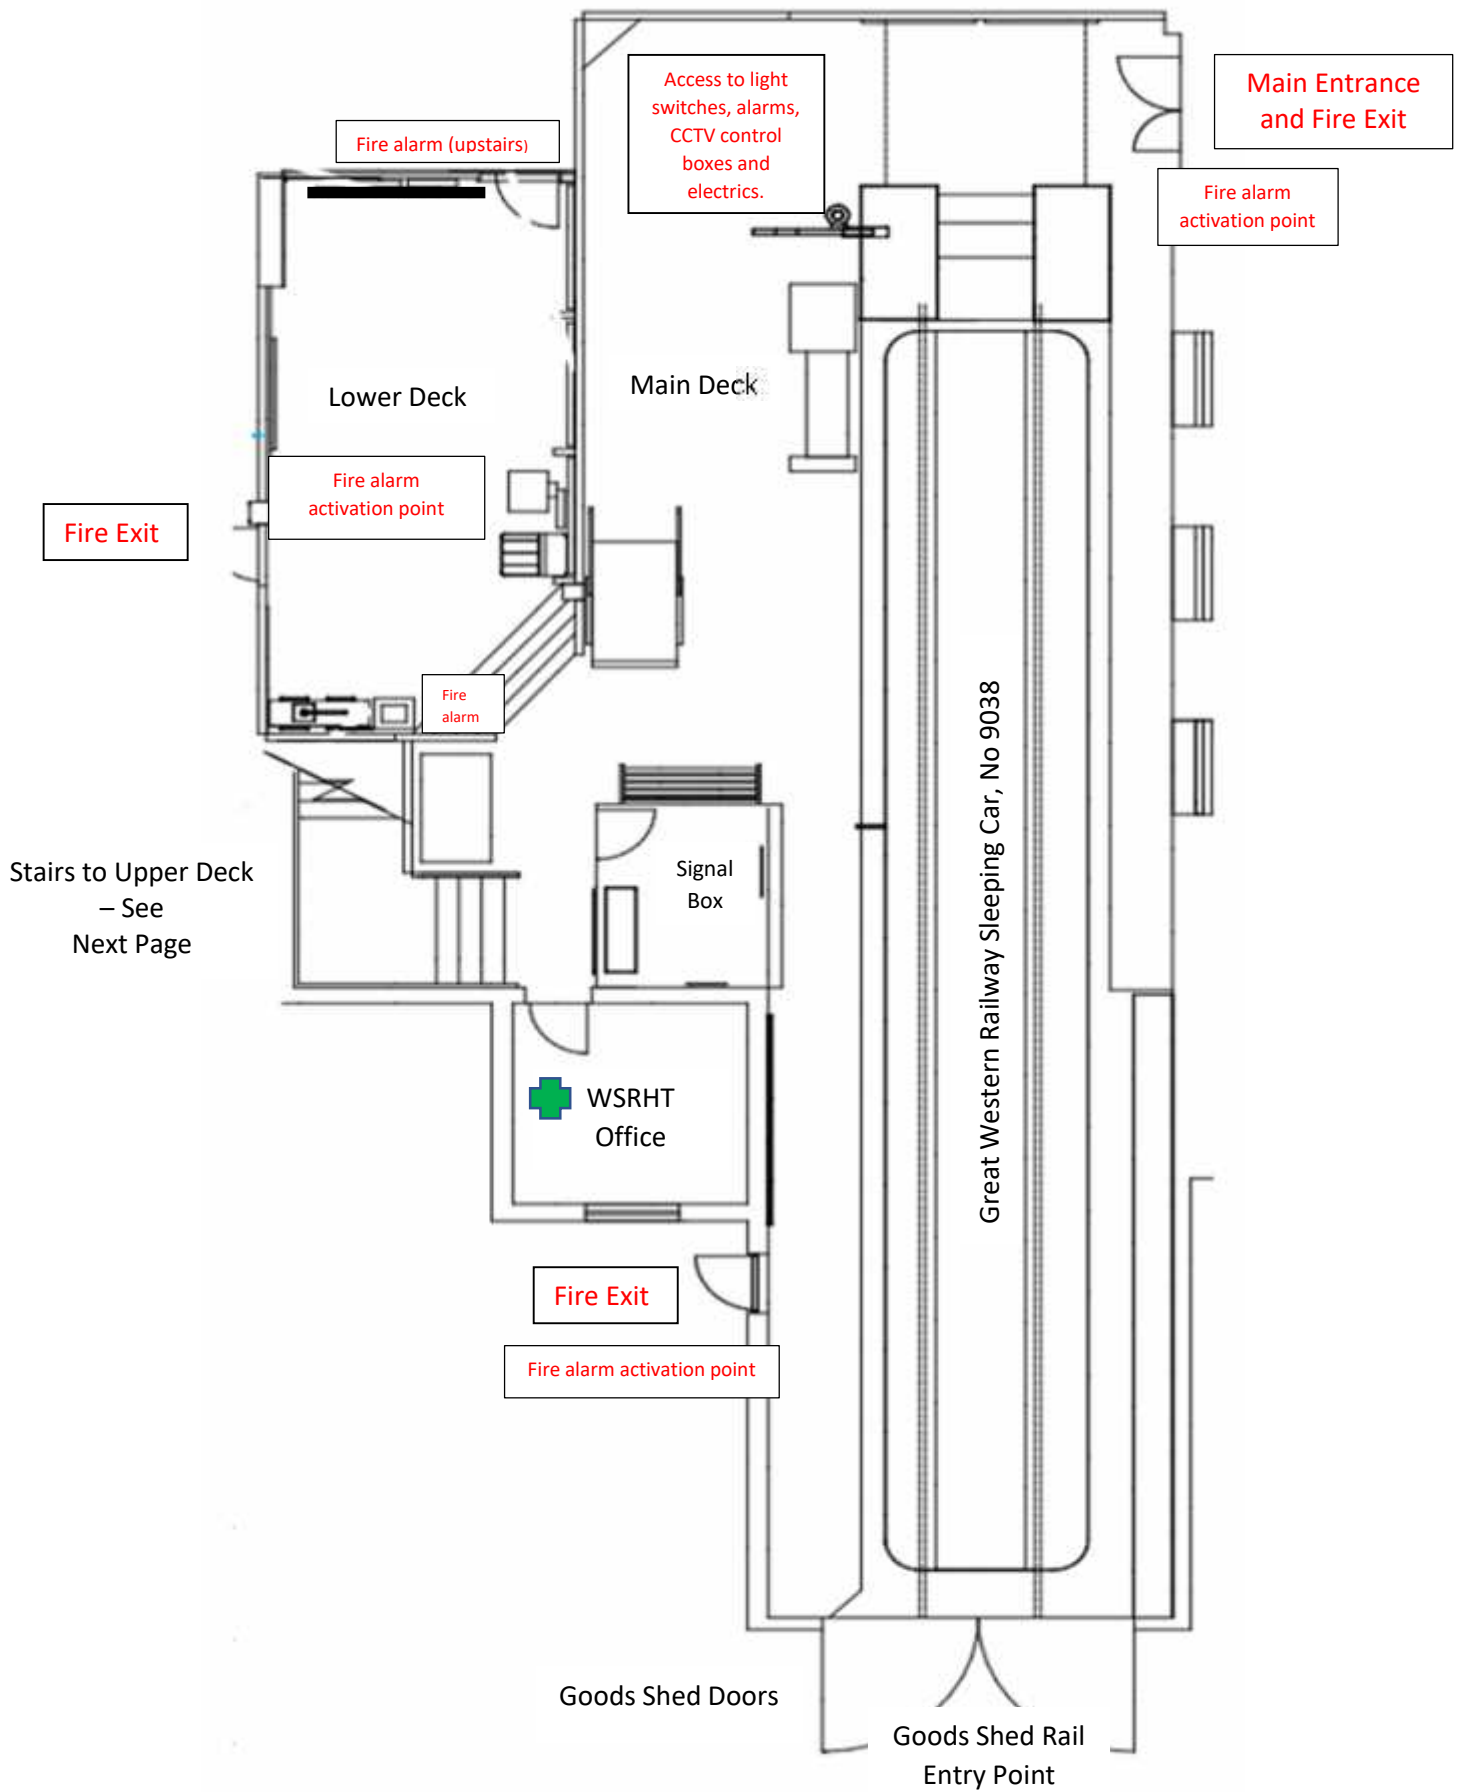 Access to light
switches, alarms,
CCTV control
boxes and
electrics.
Main Entrance
and Fire Exit
Fire alarm (upstairs)
Fire alarm
activation point
Lower Deck
Main Deck
Fire alarm
activation point
Fire Exit
Fire
alarm
Great Western Railway Sleeping Car, No 9038
Stairs to Upper Deck
– See
Next Page
Signal
Box
WSRHT
Office
Fire Exit
Fire alarm activation point
Goods Shed Doors
Goods Shed Rail
Entry Point